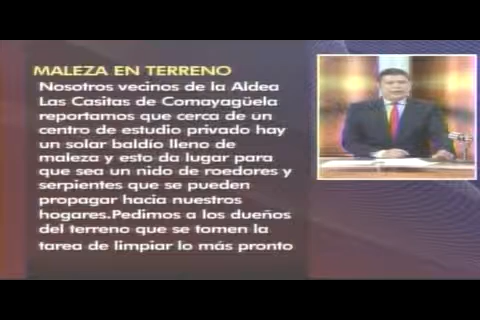 MALEZA EN TERRENO
Nosotros vecinos de la Aldea
Las Casitas de Comayagüela
reportamos que cerca de un
centro de estudio privado hay
un solar baldío lleno de
maleza y esto da lugar para
que sea un nido de roedores y
serpientes que se pueden
propagar hacia nuestros
hogares.Pedimos a los dueños
del terreno que se tomen la
tarea de limpiar lo más pronto